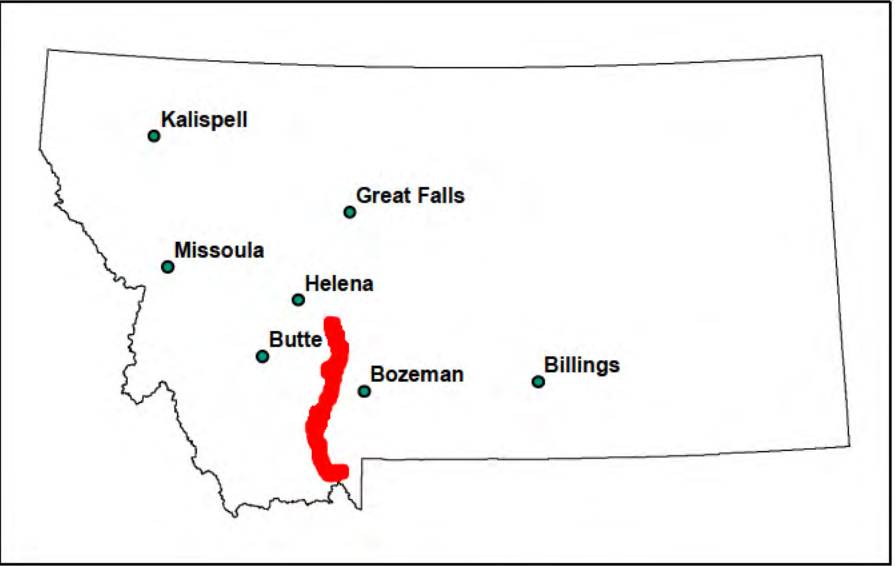 Kalispell
Great Falls
Missoula
Helena
Butte
Billings
Bozeman